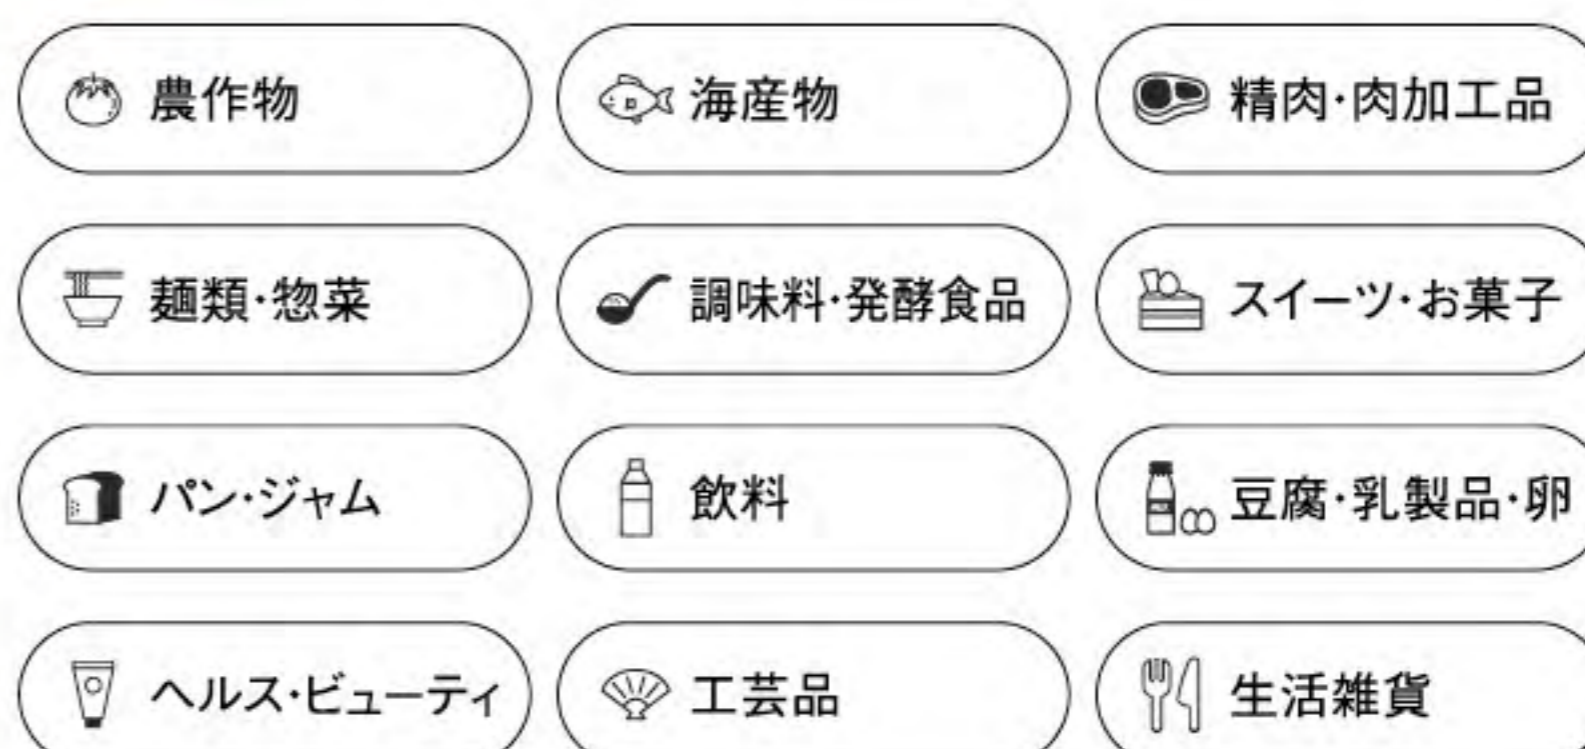 農作物
海産物
精肉・肉加工品
麺類・惣菜
調味料・発酵食品
スイーツ・お菓子
パン・ジャム
飲料
豆腐・乳製品・卵
ヘルス・ビューティ
工芸品
生活雑貨